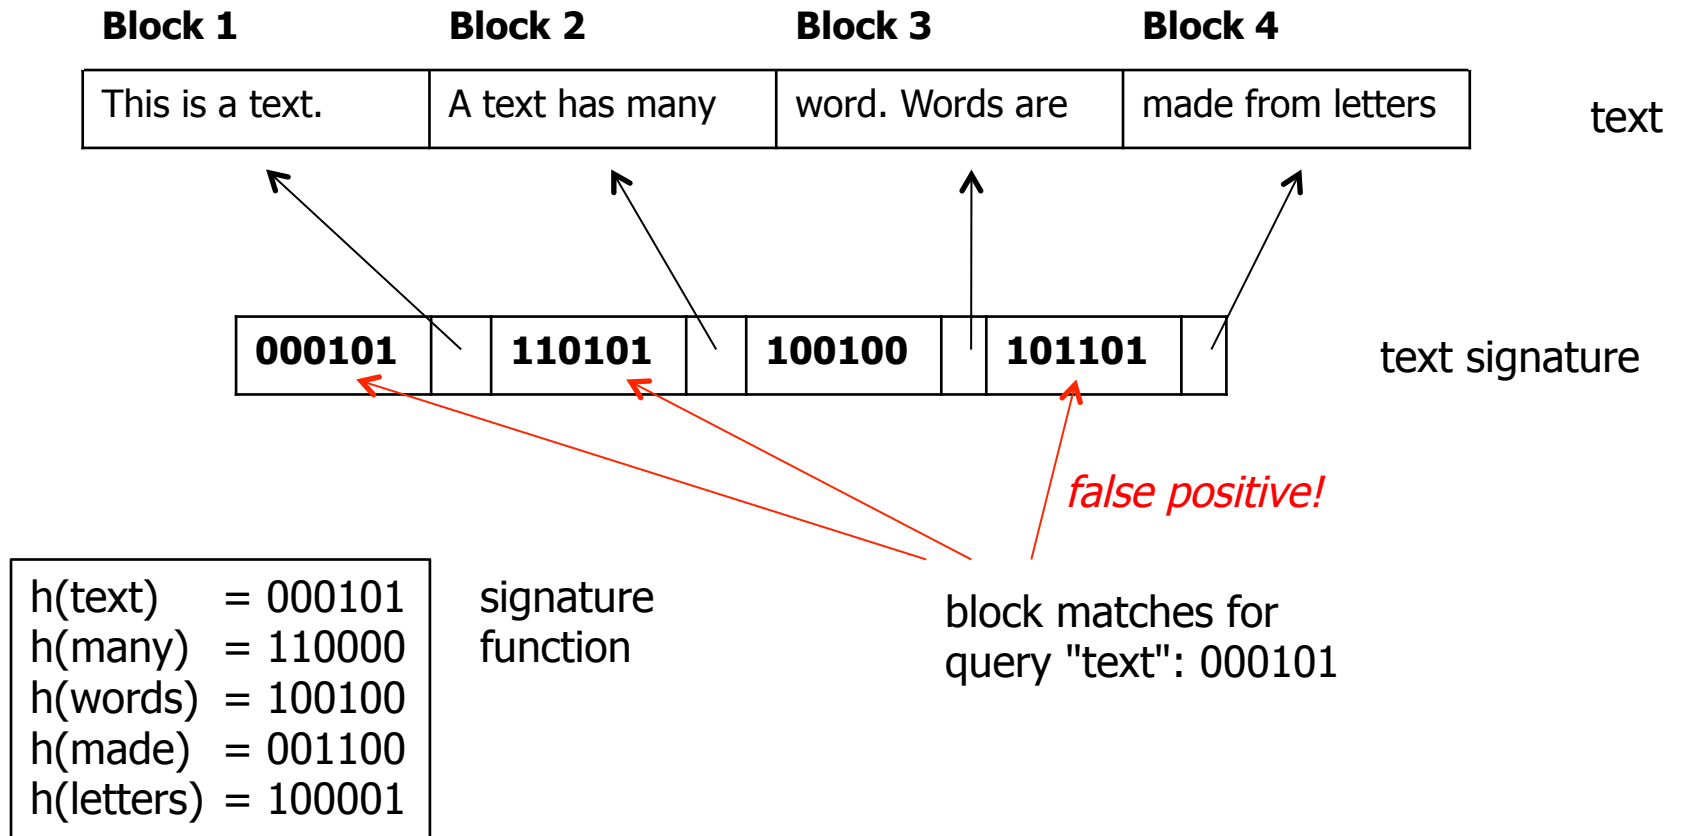 Block 1 Block 2 Block 3 Block 4
This is a text. A text has many word. Words are made from letters text
000101 110101 100100 101101 text signature
false positive!
h(text) = 000101
h(many) = 110000
h(words) = 100100
h(made) = 001100
h(letters) = 100001
signature
function
block matches for
query "text": 000101